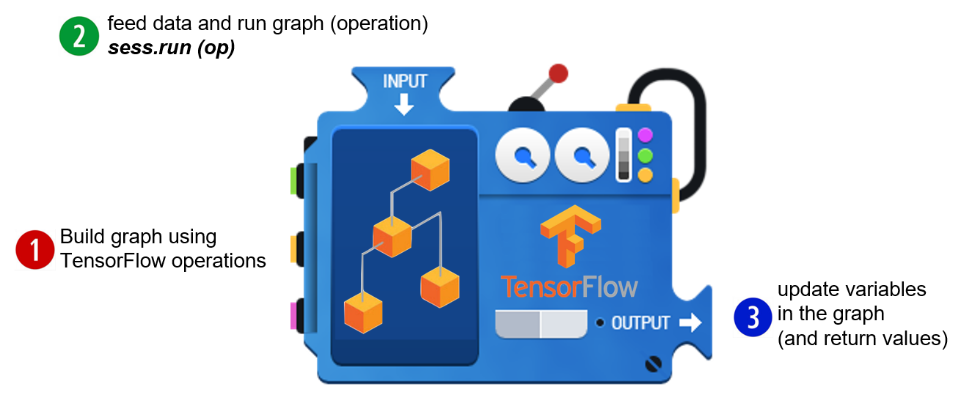 2 feed data and run graph (operation)
sess.run (op)
INPUT
1 Build graph using
TensorFlow operations
TensorFlow
OUTPUT
3 update variables
in the graph
(and return values)